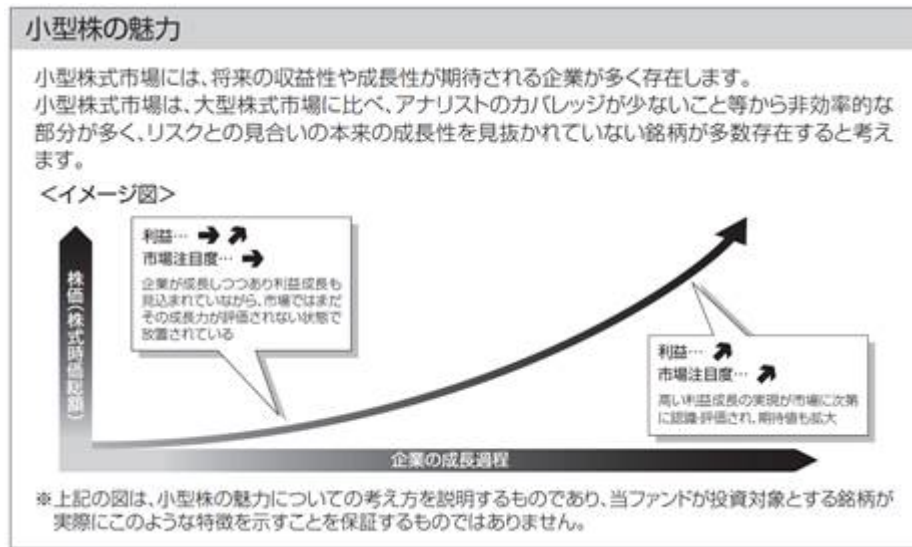 小型株の魅力
小型株式市場には、将来の収益性や成長性が期待される企業が多く存在します。
小型株式市場は、大型株式市場に比べ、アナリストのカバレッジが少ないこと等から非効率的な
部分が多く、リスクとの見合いの本来の成長性を見抜かれていない銘柄が多数存在すると考え
ます。
＜イメージ図＞
株価(株式時価総額)
利益… ➡ ⬈
市場注目度… ➡
企業が成長しつつあり利益成長も
見込まれていながら、市場ではまだ
その成長力が評価されない状態で
放置されている
利益… ⬈
市場注目度… ⬈
高い利益成長の実現が市場に次第
に認識・評価され、期待値も拡大
企業の成長過程
※上記の図は、小型株の魅力についての考え方を説明するものであり、当ファンドが投資対象とする銘柄が
実際にこのような特徴を示すことを保証するものではありません。